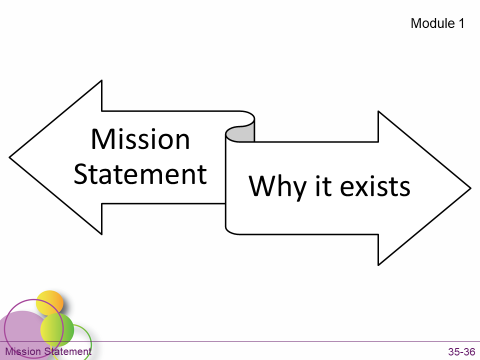 Module 1
Mission
Statement
Why it exists
Mission Statement
35-36